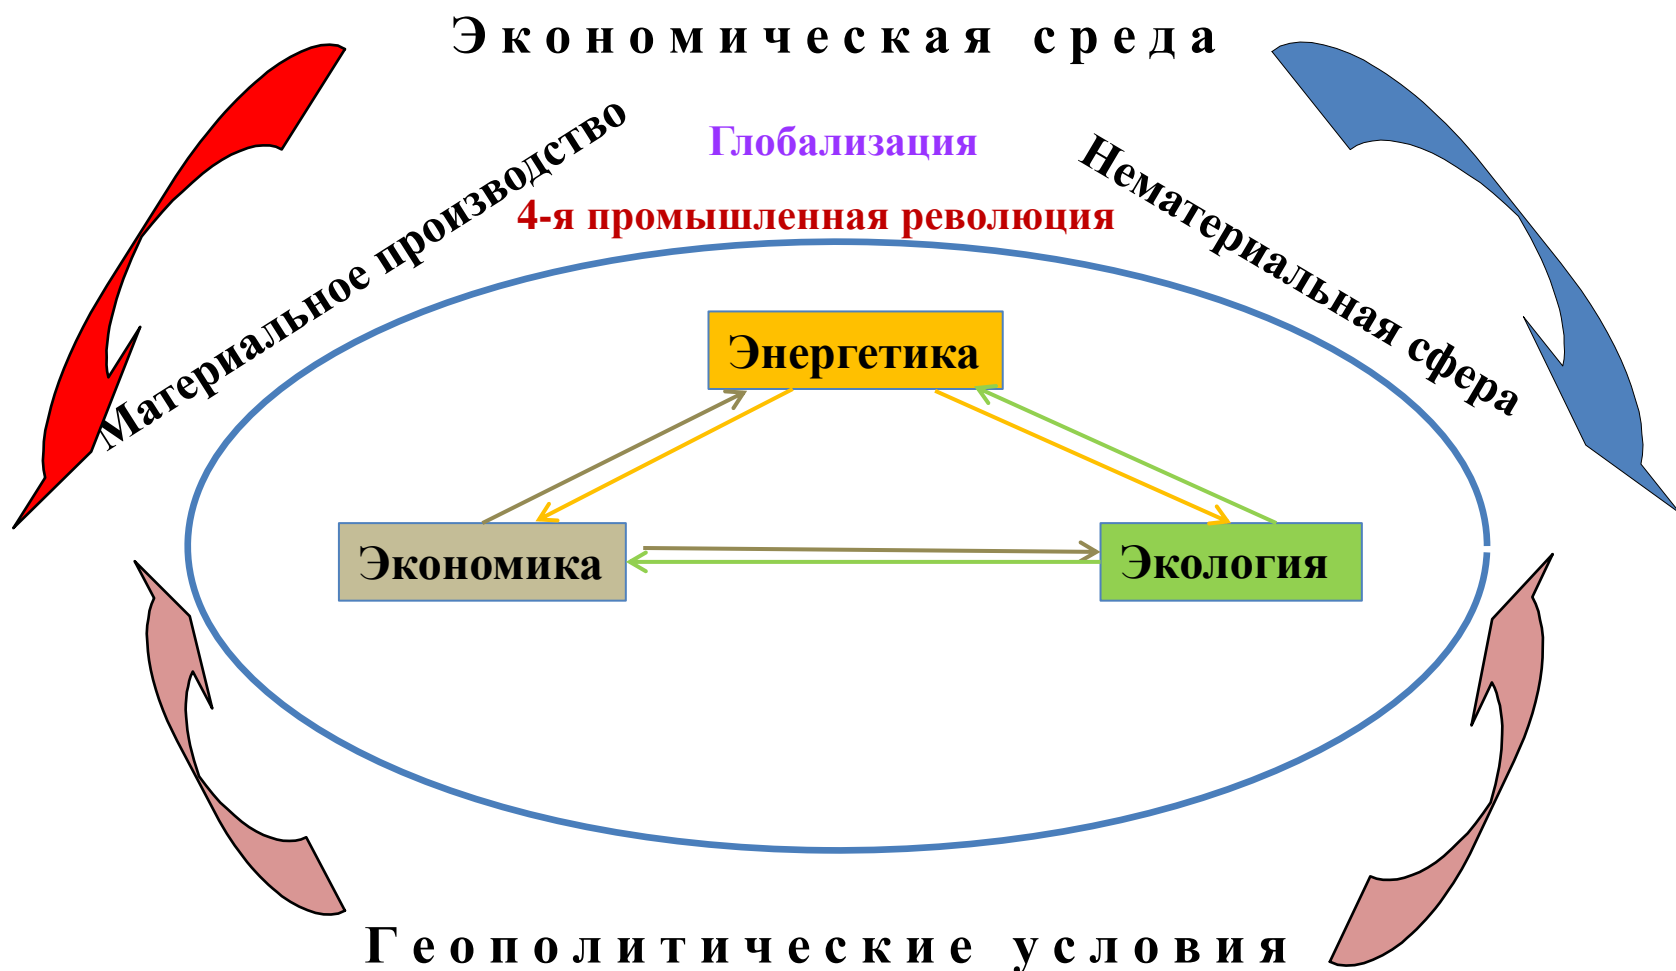 Экономическая среда
Материальное производство
Глобализация
Нематериальная сфера
4-я промышленная революция
Энергетика
Экономика
Экология
Геополитические условия